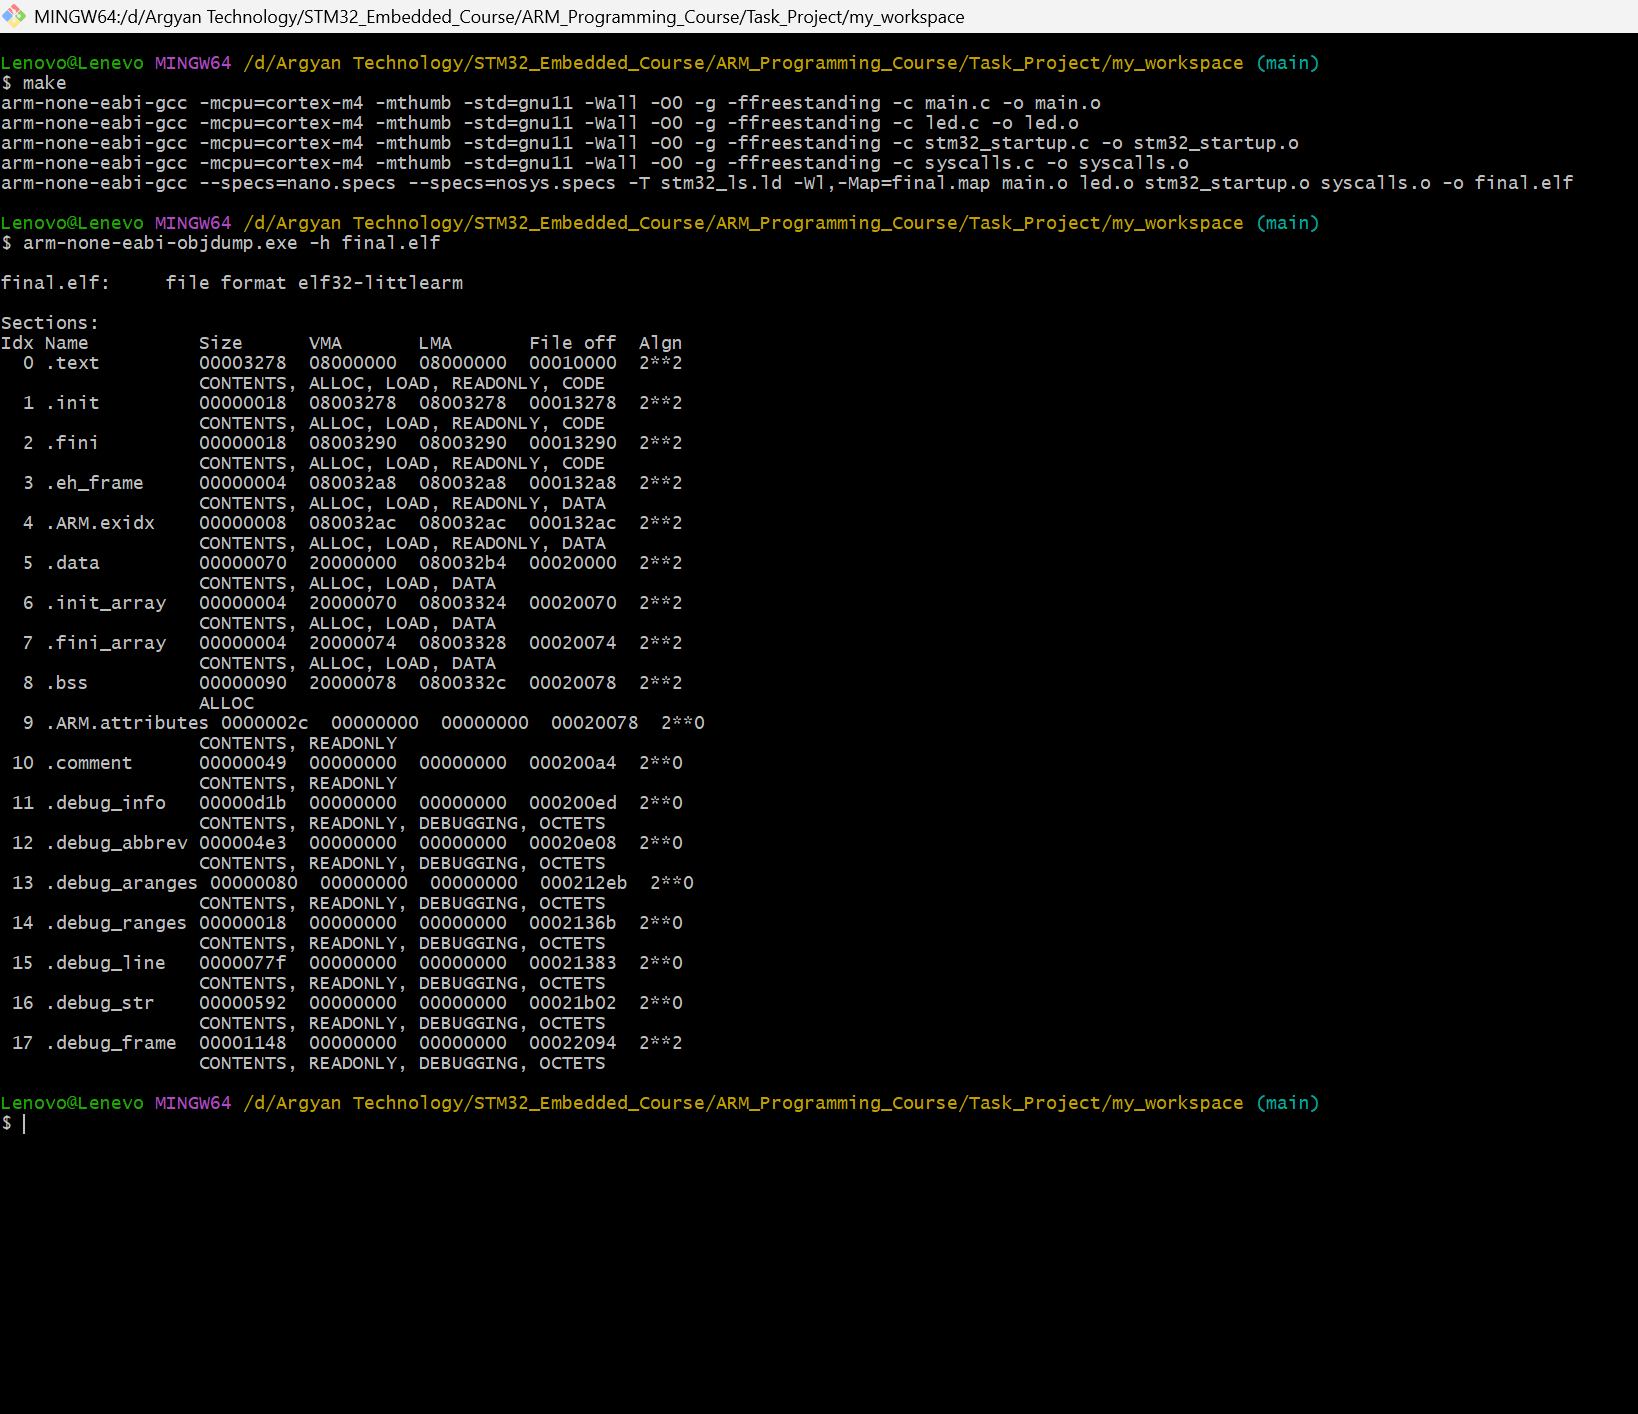 MINGW64:/d/Argyan Technology/STM32_Embedded_Course/ARM_Programming_Course/Task_Project/my_workspace
Lenovo@Lenevo MINGW64 /d/Argyan Technology/STM32_Embedded_Course/ARM_Programming_Course/Task_Project/my_workspace (main)
$ make
arm-none-eabi-gcc -mcpu=cortex-m4 -mthumb -std=gnu11 -Wall -O0 -g -ffreestanding -c main.c -o main.o
arm-none-eabi-gcc -mcpu=cortex-m4 -mthumb -std=gnu11 -Wall -O0 -g -ffreestanding -c led.c -o led.o
arm-none-eabi-gcc -mcpu=cortex-m4 -mthumb -std=gnu11 -Wall -O0 -g -ffreestanding -c stm32_startup.c -o stm32_startup.o
arm-none-eabi-gcc -mcpu=cortex-m4 -mthumb -std=gnu11 -Wall -O0 -g -ffreestanding -c syscalls.c -o syscalls.o
arm-none-eabi-gcc --specs=nano.specs --specs=nosys.specs -T stm32_ls.ld -Wl,-Map=final.map main.o led.o stm32_startup.o syscalls.o -o final.elf
Lenovo@Lenevo MINGW64 /d/Argyan Technology/STM32_Embedded_Course/ARM_Programming_Course/Task_Project/my_workspace (main)
$ arm-none-eabi-objdump.exe -h final.elf
final.elf:     file format elf32-littlearm
Sections:
Idx Name          Size      VMA       LMA       File off  Algn
  0 .text         00003278  08000000  08000000  00010000  2**2
                  CONTENTS, ALLOC, LOAD, READONLY, CODE
  1 .init         00000018  08003278  08003278  00013278  2**2
                  CONTENTS, ALLOC, LOAD, READONLY, CODE
  2 .fini         00000018  08003290  08003290  00013290  2**2
                  CONTENTS, ALLOC, LOAD, READONLY, CODE
  3 .eh_frame     00000004  080032a8  080032a8  000132a8  2**2
                  CONTENTS, ALLOC, LOAD, READONLY, DATA
  4 .ARM.exidx    00000008  080032ac  080032ac  000132ac  2**2
                  CONTENTS, ALLOC, LOAD, READONLY, DATA
  5 .data         00000070  20000000  080032b4  00020000  2**2
                  CONTENTS, ALLOC, LOAD, DATA
  6 .init_array   00000004  20000070  08003324  00020070  2**2
                  CONTENTS, ALLOC, LOAD, DATA
  7 .fini_array   00000004  20000074  08003328  00020074  2**2
                  CONTENTS, ALLOC, LOAD, DATA
  8 .bss          00000090  20000078  0800332c  00020078  2**2
                  ALLOC
  9 .ARM.attributes 0000002c  00000000  00000000  00020078  2**0
                  CONTENTS, READONLY
 10 .comment      00000049  00000000  00000000  000200a4  2**0
                  CONTENTS, READONLY
 11 .debug_info   00000d1b  00000000  00000000  000200ed  2**0
                  CONTENTS, READONLY, DEBUGGING, OCTETS
 12 .debug_abbrev 000004e3  00000000  00000000  00020e08  2**0
                  CONTENTS, READONLY, DEBUGGING, OCTETS
 13 .debug_aranges 00000080  00000000  00000000  000212eb  2**0
                  CONTENTS, READONLY, DEBUGGING, OCTETS
 14 .debug_ranges 00000018  00000000  00000000  0002136b  2**0
                  CONTENTS, READONLY, DEBUGGING, OCTETS
 15 .debug_line   0000077f  00000000  00000000  00021383  2**0
                  CONTENTS, READONLY, DEBUGGING, OCTETS
 16 .debug_str    00000592  00000000  00000000  00021b02  2**0
                  CONTENTS, READONLY, DEBUGGING, OCTETS
 17 .debug_frame  00001148  00000000  00000000  00022094  2**2
                  CONTENTS, READONLY, DEBUGGING, OCTETS
Lenovo@Lenevo MINGW64 /d/Argyan Technology/STM32_Embedded_Course/ARM_Programming_Course/Task_Project/my_workspace (main)
$